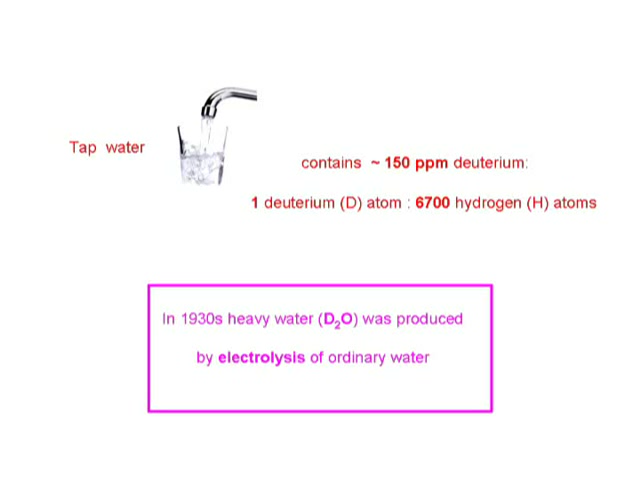 Tap water
contains ~ 150 ppm deuterium:
1 deuterium (D) atom : 6700 hydrogen (H) atoms
In 1930s heavy water (D₂O) was produced
by electrolysis of ordinary water